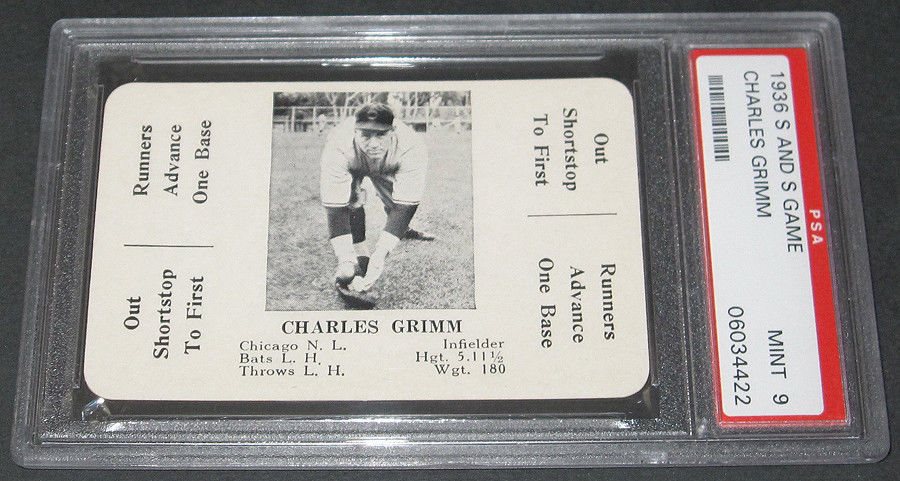 Runners
Advance
One Base
Out
Shortstop
To First
CHARLES GRIMM
Chicago N. L.
Bats L. H.
Throws L. H.
Infielder
Hgt. 5.11½
Wgt. 180
Out
Shortstop
To First
Runners
Advance
One Base
PSA
1936 S AND S GAME
CHARLES GRIMM
MINT 9
06034422